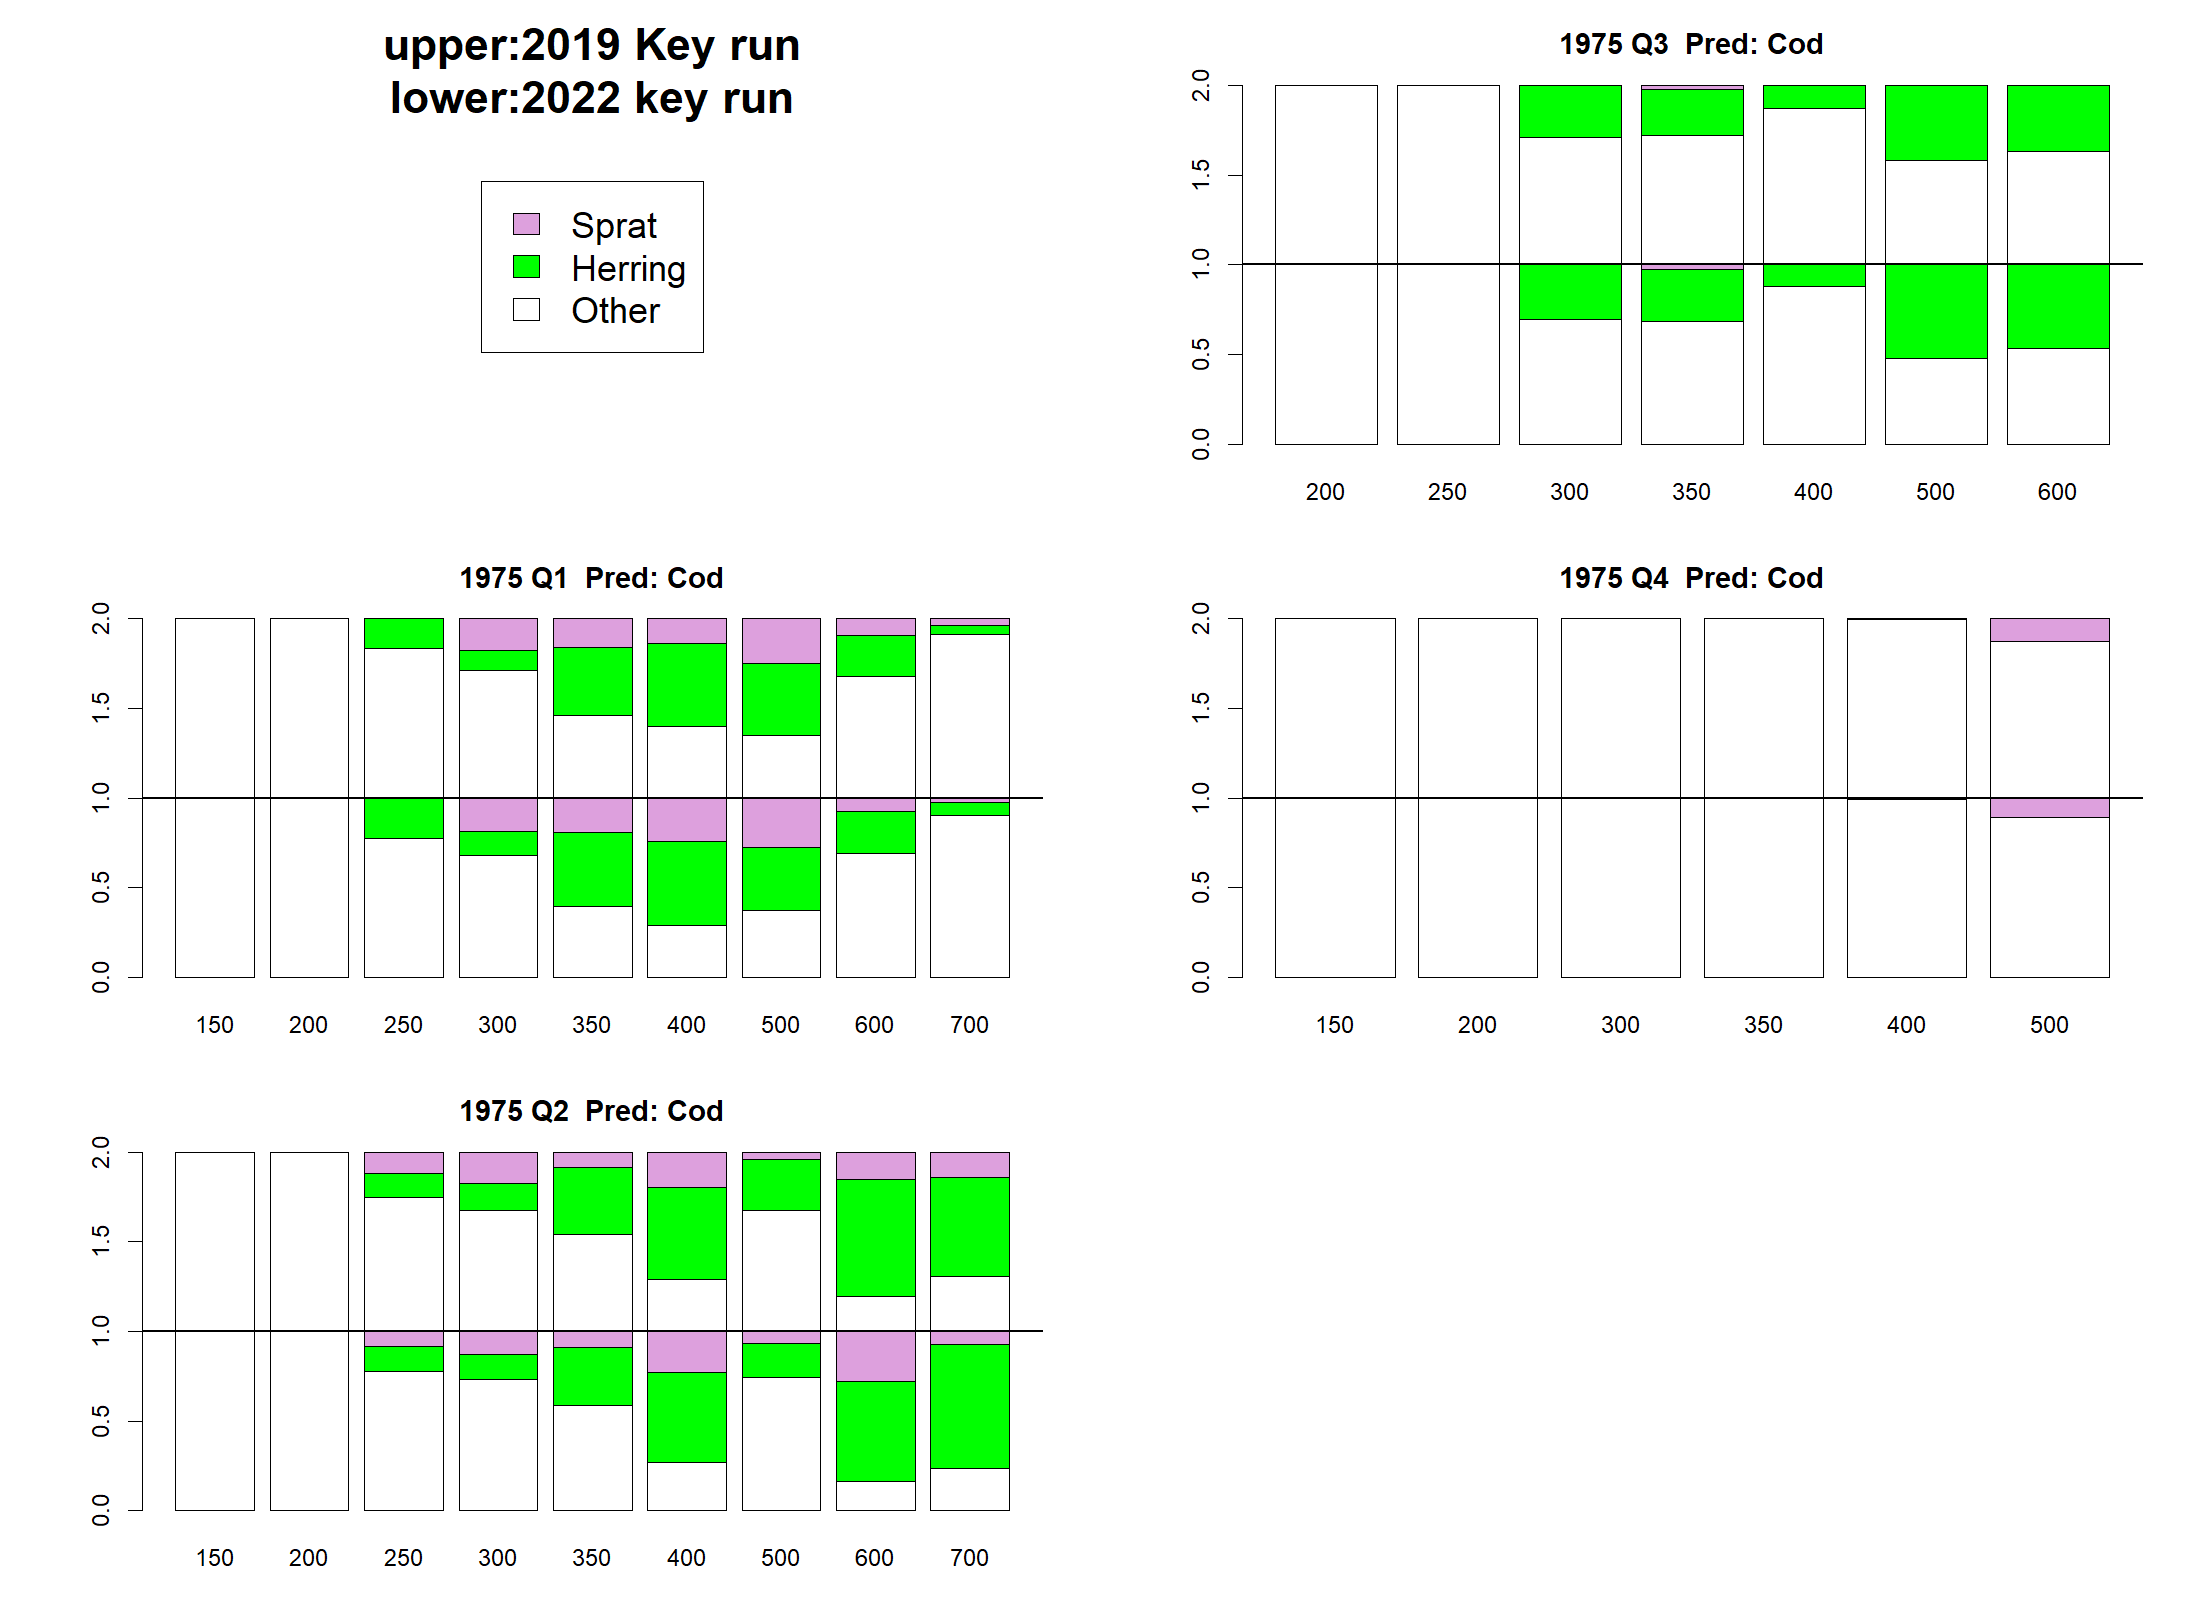 upper:2019 Key run
lower:2022 key run
Sprat
Herring
Other
1975 Q1  Pred: Cod
2.0
1.5
1.0
0.5
0.0
150 200 250 300 350 400 500 600 700
1975 Q2  Pred: Cod
2.0
1.5
1.0
0.5
0.0
150 200 250 300 350 400 500 600 700
1975 Q3  Pred: Cod
2.0
1.5
1.0
0.5
0.0
200 250 300 350 400 500 600
1975 Q4  Pred: Cod
2.0
1.5
1.0
0.5
0.0
150 200 300 350 400 500